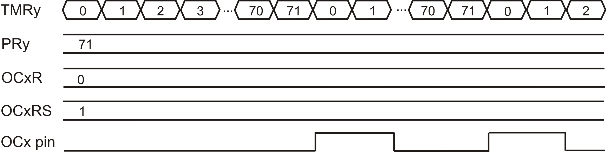 TMRy 0 1 2 3 ... 70 71 0 1 ... 70 71 0 1 2
PRy 71
OCxR 0
OCxRS 1
OCx pin